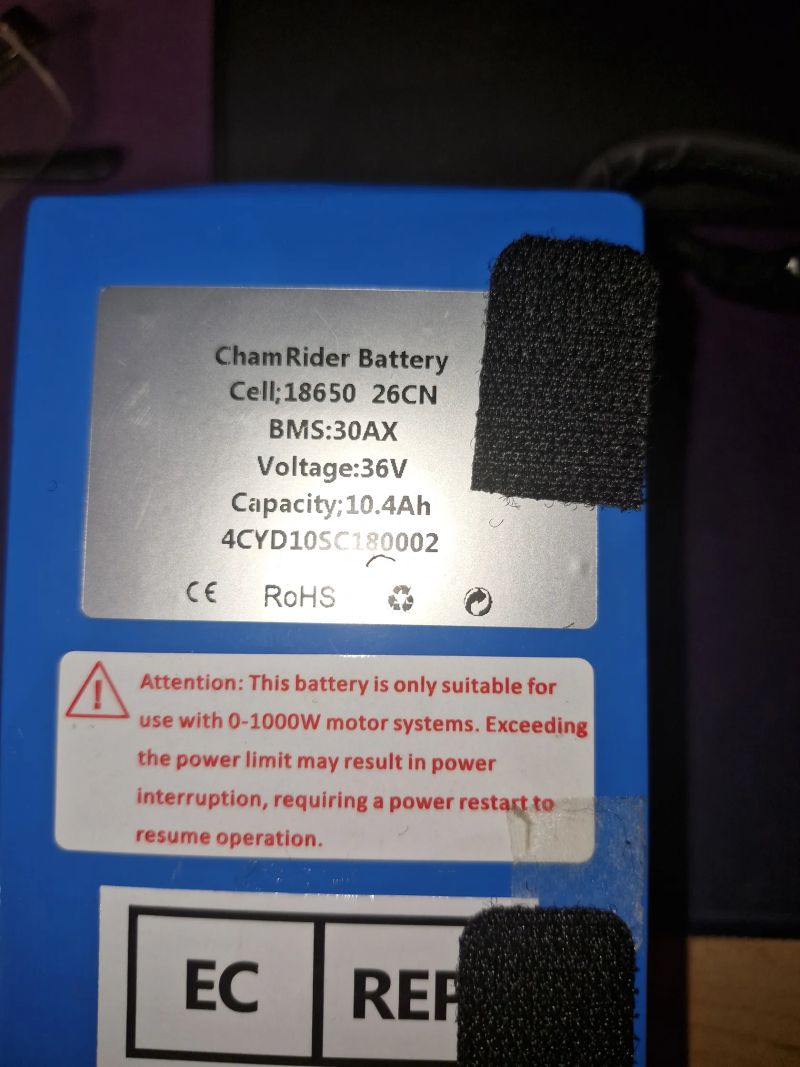 ChamRider Battery
Cell;18650 26CN
BMS:30AX
Voltage:36V
Capacity;10.4Ah
4CYD10SC180002
CE RoHS
Attention: This battery is only suitable for
use with 0-1000W motor systems. Exceeding
the power limit may result in power
interruption, requiring a power restart to
resume operation.
EC REP